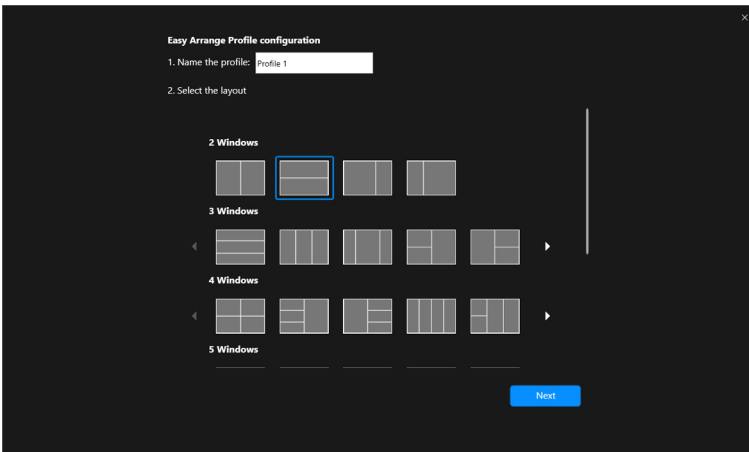 Easy Arrange Profile configuration
1. Name the profile: Profile 1
2. Select the layout
2 Windows
3 Windows
4 Windows
5 Windows
Next